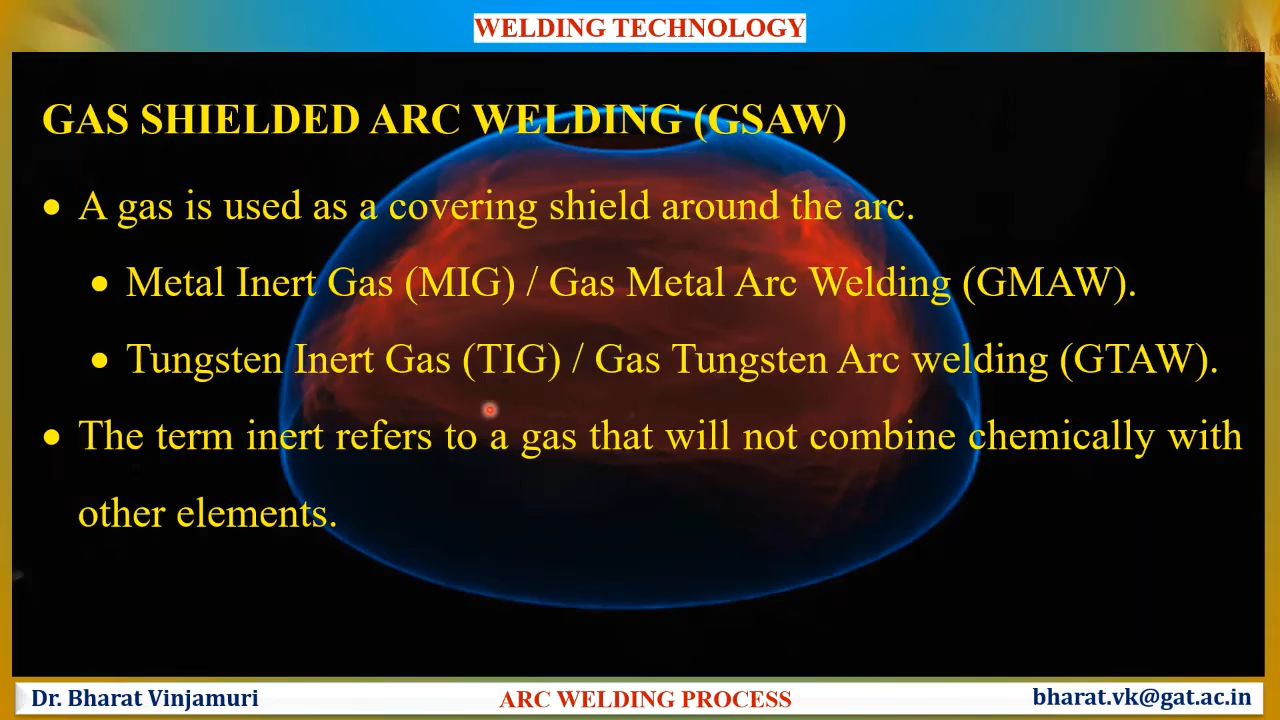 WELDING TECHNOLOGY
GAS SHIELDED ARC WELDING (GSAW)
• A gas is used as a covering shield around the arc.
• Metal Inert Gas (MIG) / Gas Metal Arc Welding (GMAW).
• Tungsten Inert Gas (TIG) / Gas Tungsten Arc welding (GTAW).
• The term inert refers to a gas that will not combine chemically with
other elements.
Dr. Bharat Vinjamuri
ARC WELDING PROCESS
bharat.vk@gat.ac.in